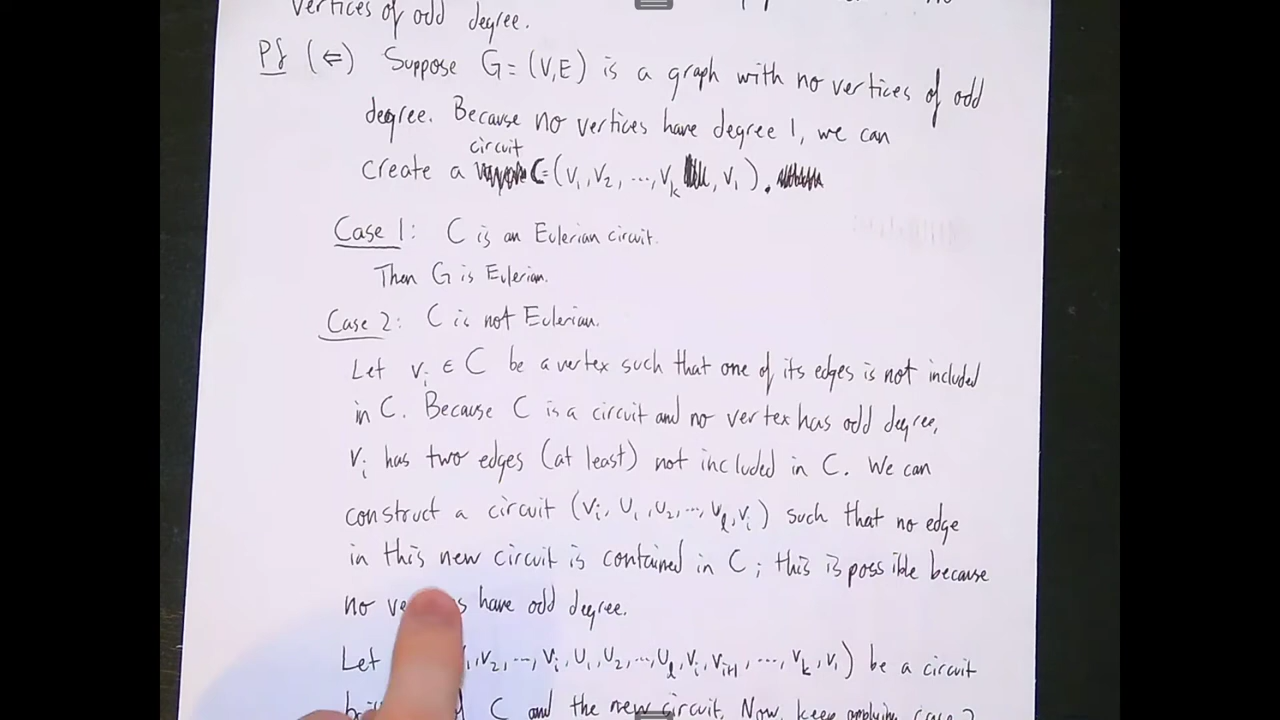 vertices of odd degree.
Pf (⇐) Suppose G = (V,E) is a graph with no vertices of odd
degree. Because no vertices have degree 1, we can
circuit
create a C = (v₁, v₂, ..., vₖ, v₁).
Case 1: C is an Eulerian circuit.
Then G is Eulerian.
Case 2: C is not Eulerian.
Let vᵢ ∈ C be a vertex such that one of its edges is not included
in C. Because C is a circuit and no vertex has odd degree,
vᵢ has two edges (at least) not included in C. We can
construct a circuit (vᵢ, u₁, u₂, ..., uₗ, vᵢ) such that no edge
in this new circuit is contained in C; this is possible because
no have odd degree.
Let , v₂, ..., vᵢ, u₁, u₂, ..., uₗ, vᵢ, vᵢ₊₁, ..., vₖ, v₁) be a circuit
C and the new circuit. Now, keep applying case 2